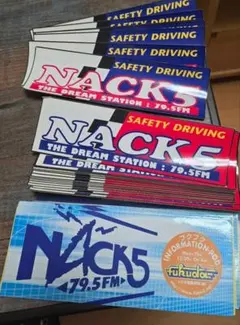 SAFETY DRIVING
SAFETY DRIVING
SAFETY DRIVING
SAFETY DRIVING
NACK5
THE DREAM STATION : 79.5FM
SAFETY DRIVING
NACK5
THE DREAM STATION : 79.5FM
NACK5
79.5FM
INFORMATION